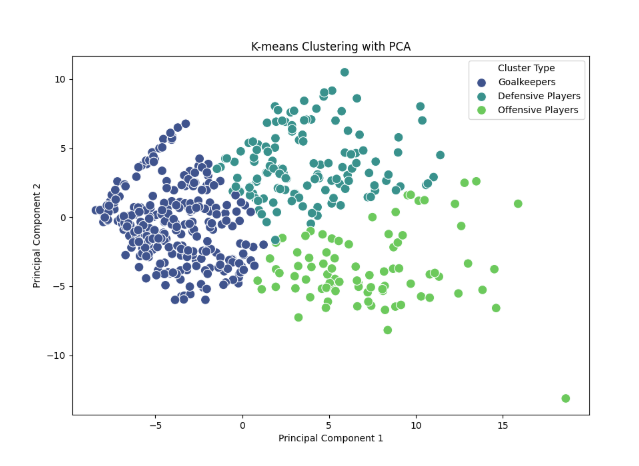 K-means Clustering with PCA
Cluster Type
Goalkeepers
Defensive Players
Offensive Players
10
5
0
−5
−10
Principal Component 2
−5
0
5
10
15
Principal Component 1